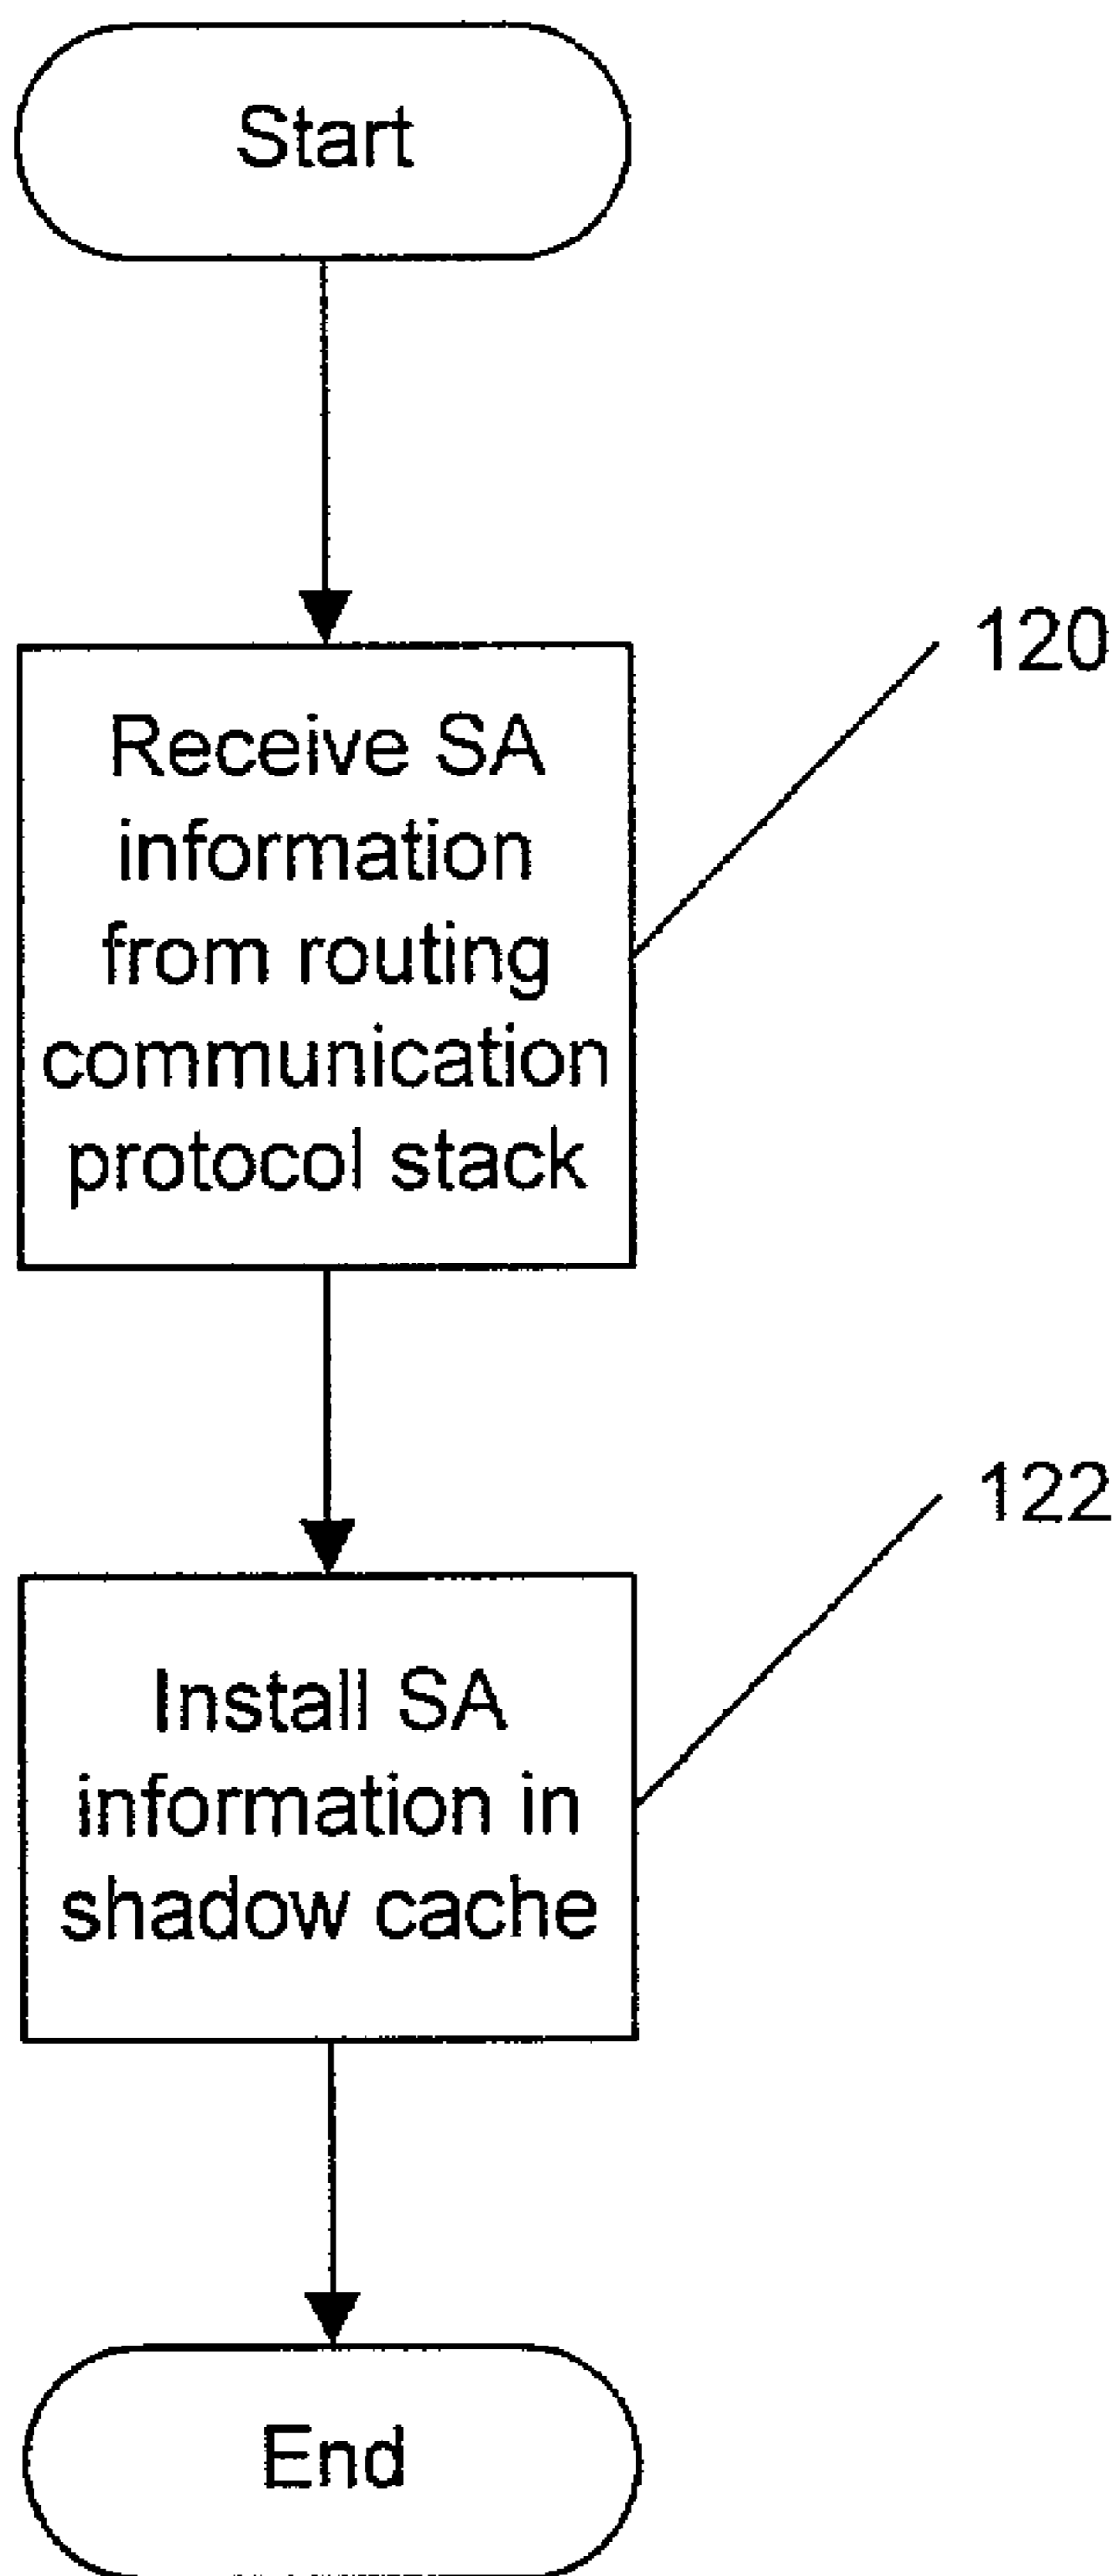 Start
120
Receive SA
information
from routing
communication
protocol stack
122
Install SA
information in
shadow cache
End